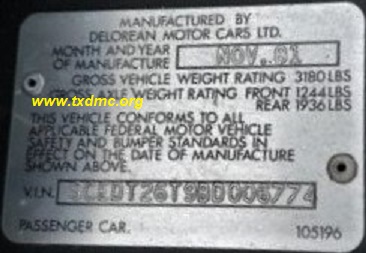 MANUFACTURED BY
DELOREAN MOTOR CARS LTD.
MONTH AND YEAR
OF MANUFACTURE NOV.81
GROSS VEHICLE WEIGHT RATING 3180 LBS
GROSS AXLE WEIGHT RATING FRONT 1244 LBS
REAR 1936 LBS
www.txdmc.org
THIS VEHICLE CONFORMS TO ALL
APPLICABLE FEDERAL MOTOR VEHICLE
SAFETY AND BUMPER STANDARDS IN
EFFECT ON THE DATE OF MANUFACTURE
SHOWN ABOVE.
V.I.N.
PASSENGER CAR. 105196